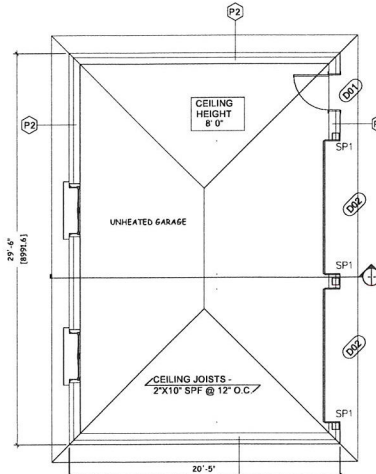 P2
D01
CEILING
HEIGHT
8' 0"
P2
SP1
D02
UNHEATED GARAGE
29'-6"
[8991.6]
SP1
D02
CEILING JOISTS -
2"X10" SPF @ 12" O.C.
SP1
20'-5"